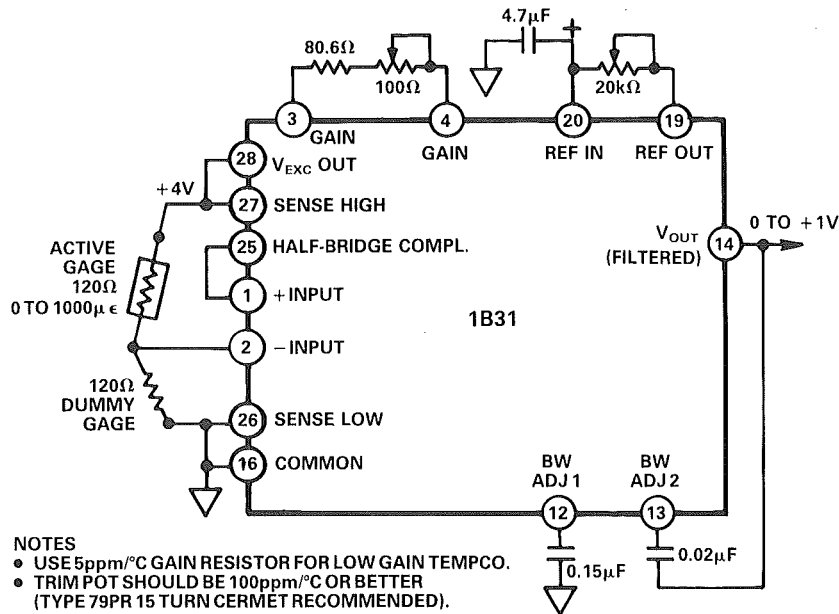 4.7µF
80.6Ω
100Ω
20kΩ
3
4
20
19
GAIN
GAIN
REF IN
REF OUT
28
V_EXC OUT
+4V
27
SENSE HIGH
25
HALF-BRIDGE COMPL.
1
+INPUT
2
−INPUT
26
SENSE LOW
16
COMMON
ACTIVE
GAGE
120Ω
0 TO 1000µ ϵ
120Ω
DUMMY
GAGE
1B31
V_OUT
(FILTERED)
14
0 TO +1V
BW
ADJ 1
BW
ADJ 2
12
13
0.15µF
0.02µF
NOTES
● USE 5ppm/°C GAIN RESISTOR FOR LOW GAIN TEMPCO.
● TRIM POT SHOULD BE 100ppm/°C OR BETTER
(TYPE 79PR 15 TURN CERMET RECOMMENDED).